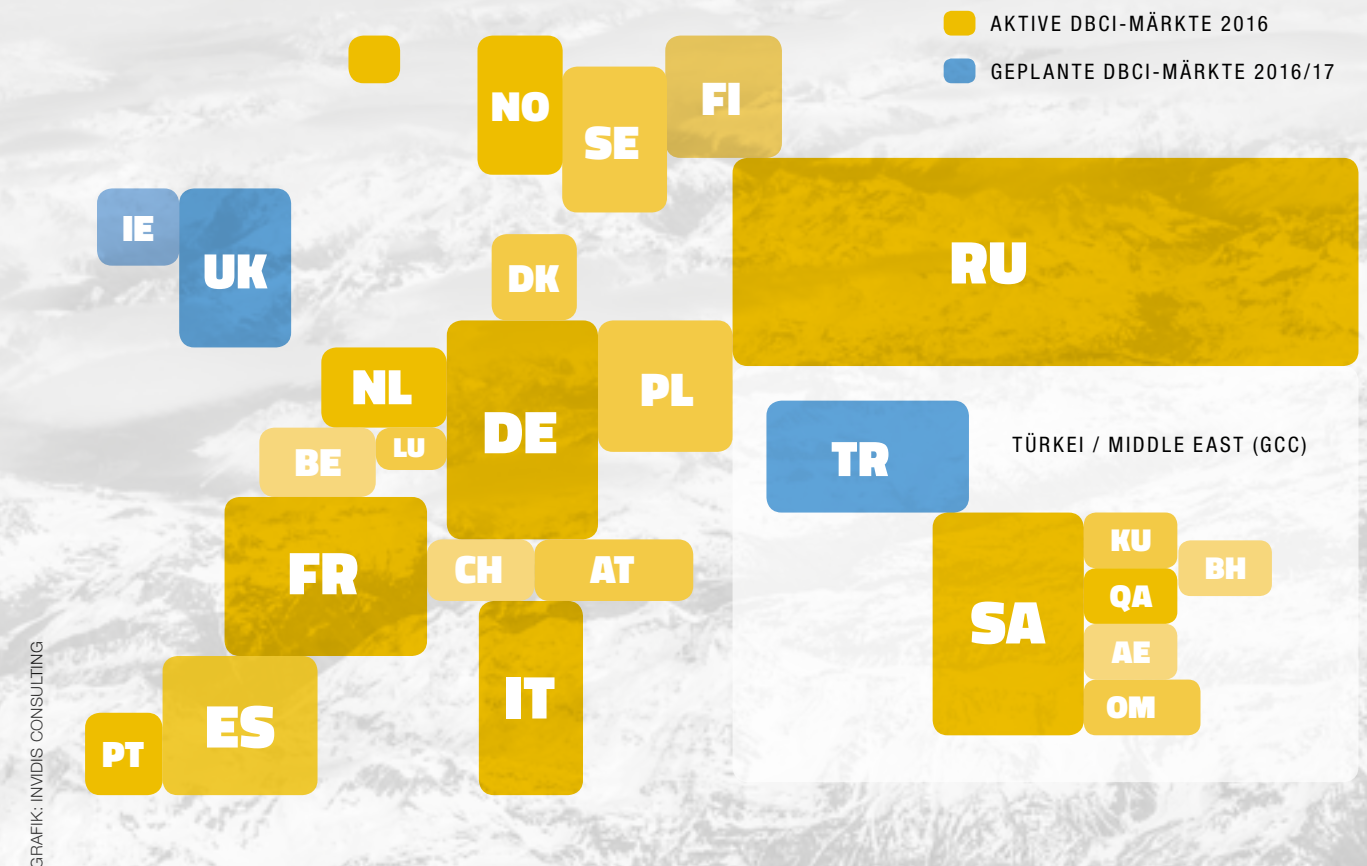 AKTIVE DBCI-MÄRKTE 2016
GEPLANTE DBCI-MÄRKTE 2016/17
NO
SE
FI
IE
UK
DK
RU
NL
DE
PL
BE
LU
TR
TÜRKEI / MIDDLE EAST (GCC)
FR
CH
AT
SA
KU
BH
QA
AE
OM
IT
ES
PT
GRAFIK: INVIDIS CONSULTING